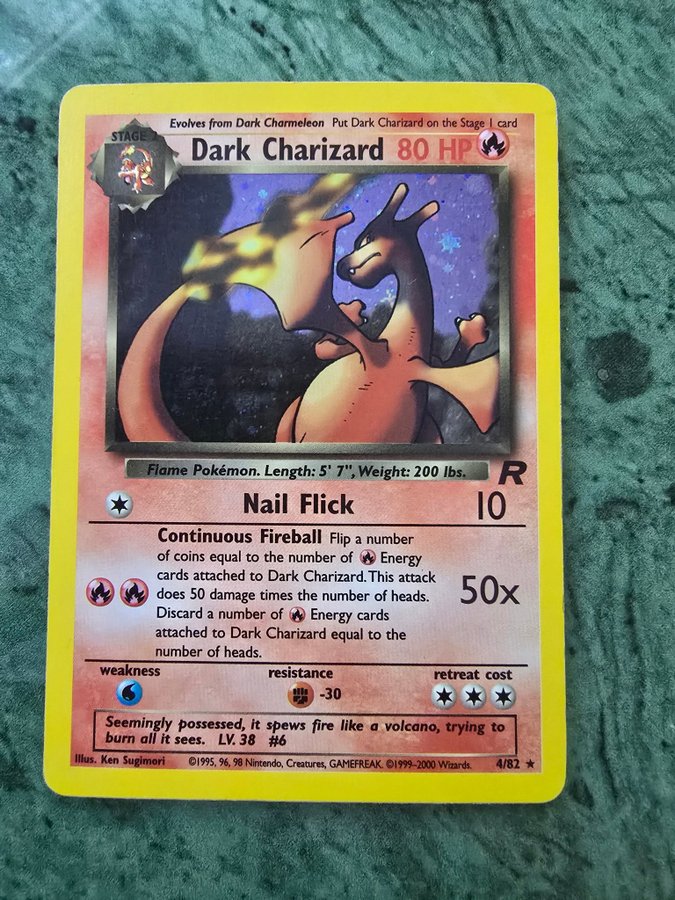 Evolves from Dark Charmeleon Put Dark Charizard on the Stage 1 card
STAGE
Dark Charizard 80 HP
Flame Pokémon. Length: 5' 7", Weight: 200 lbs.
R
Nail Flick 10
Continuous Fireball Flip a number
of coins equal to the number of Energy
cards attached to Dark Charizard. This attack
does 50 damage times the number of heads.
Discard a number of Energy cards
attached to Dark Charizard equal to the
number of heads.
50x
weakness resistance retreat cost
-30
Seemingly possessed, it spews fire like a volcano, trying to
burn all it sees. LV. 38 #6
Illus. Ken Sugimori ©1995, 96, 98 Nintendo, Creatures, GAMEFREAK. ©1999-2000 Wizards. 4/82 ★